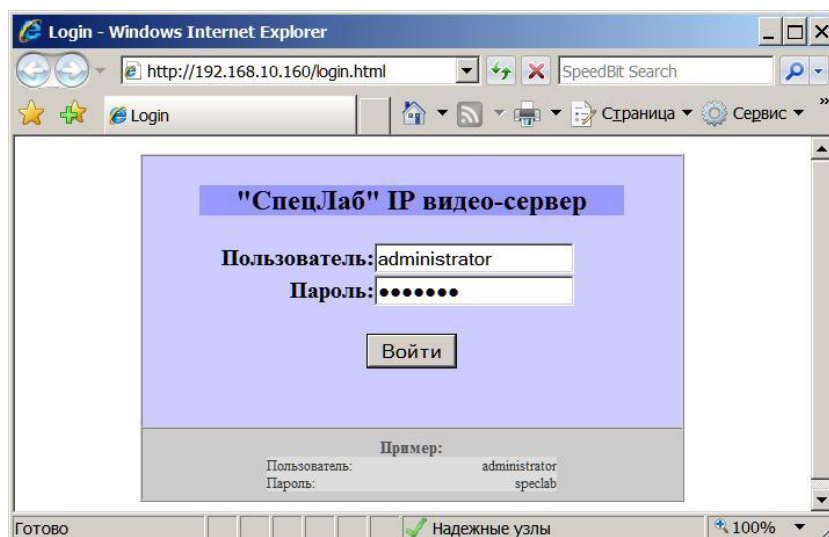 Login - Windows Internet Explorer
http://192.168.10.160/login.html
SpeedBit Search
Login
Страница
Сервис
"СпецЛаб" IP видео-сервер
Пользователь: administrator
Пароль: •••••••
Войти
Пример:
Пользователь: administrator
Пароль: speclab
Готово
Надежные узлы
100%